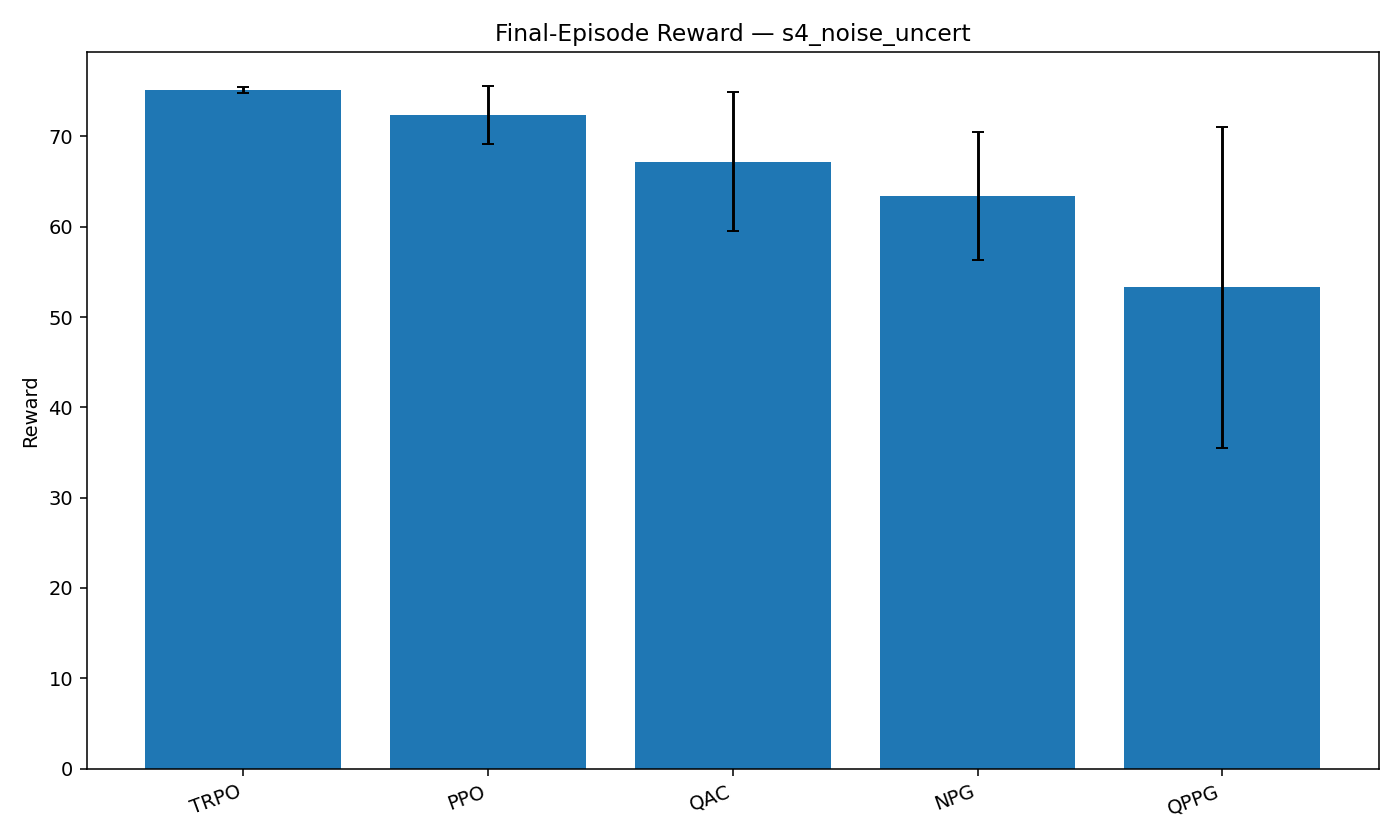 Final-Episode Reward — s4_noise_uncert
Reward
70
60
50
40
30
20
10
0
TRPO
PPO
QAC
NPG
QPPG